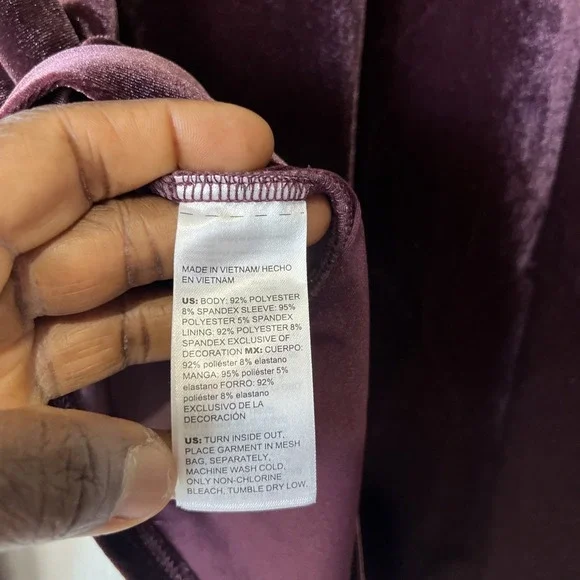 MADE IN VIETNAM/ HECHO
EN VIETNAM
US: BODY: 92% POLYESTER
8% SPANDEX SLEEVE: 95%
POLYESTER 5% SPANDEX
LINING: 92% POLYESTER 8%
SPANDEX EXCLUSIVE OF
DECORATION MX: CUERPO:
92% poliéster 8% elastano
MANGA: 95% poliéster 5%
elastano FORRO: 92%
poliéster 8% elastano
EXCLUSIVO DE LA
DECORACIÓN
US: TURN INSIDE OUT,
PLACE GARMENT IN MESH
BAG, SEPARATELY,
MACHINE WASH COLD,
ONLY NON-CHLORINE
BLEACH, TUMBLE DRY LOW.